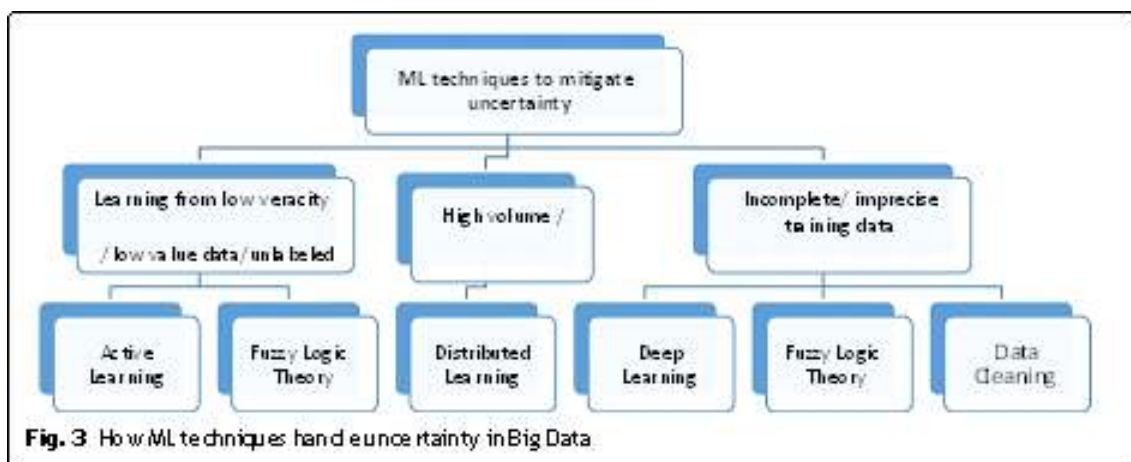 ML techniques to mitigate
uncertainty
Learning from low veracity
/ low value data/unlabeled
High volume /
Incomplete/ imprecise
training data
Active
Learning
Fuzzy Logic
Theory
Distributed
Learning
Deep
Learning
Fuzzy Logic
Theory
Data
Cleaning
Fig. 3 How ML techniques handle uncertainty in Big Data